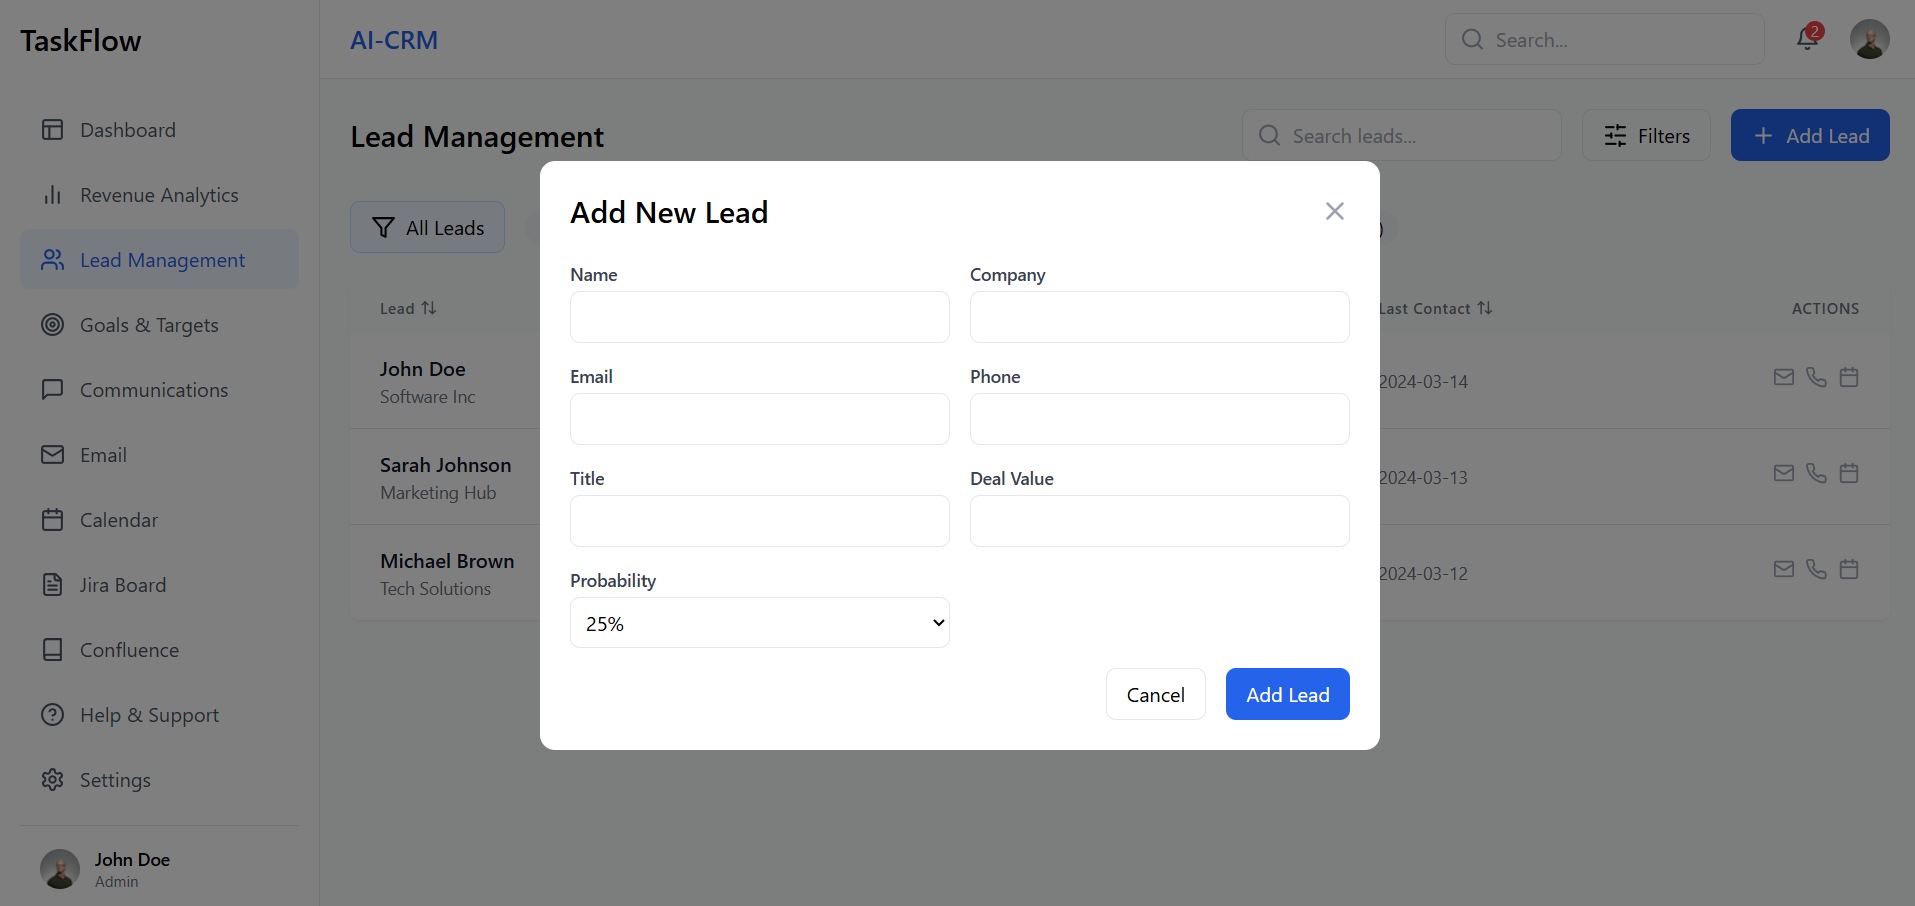 TaskFlow
AI-CRM
Search...
2
Dashboard
Revenue Analytics
Lead Management
Goals & Targets
Communications
Email
Calendar
Jira Board
Confluence
Help & Support
Settings
John Doe
Admin
Lead Management
Search leads...
Filters
Add Lead
All Leads
)
Lead
Last Contact
ACTIONS
John Doe
Software Inc
2024-03-14
Sarah Johnson
Marketing Hub
2024-03-13
Michael Brown
Tech Solutions
2024-03-12
Add New Lead
Name
Company
Email
Phone
Title
Deal Value
Probability
25%
Cancel
Add Lead